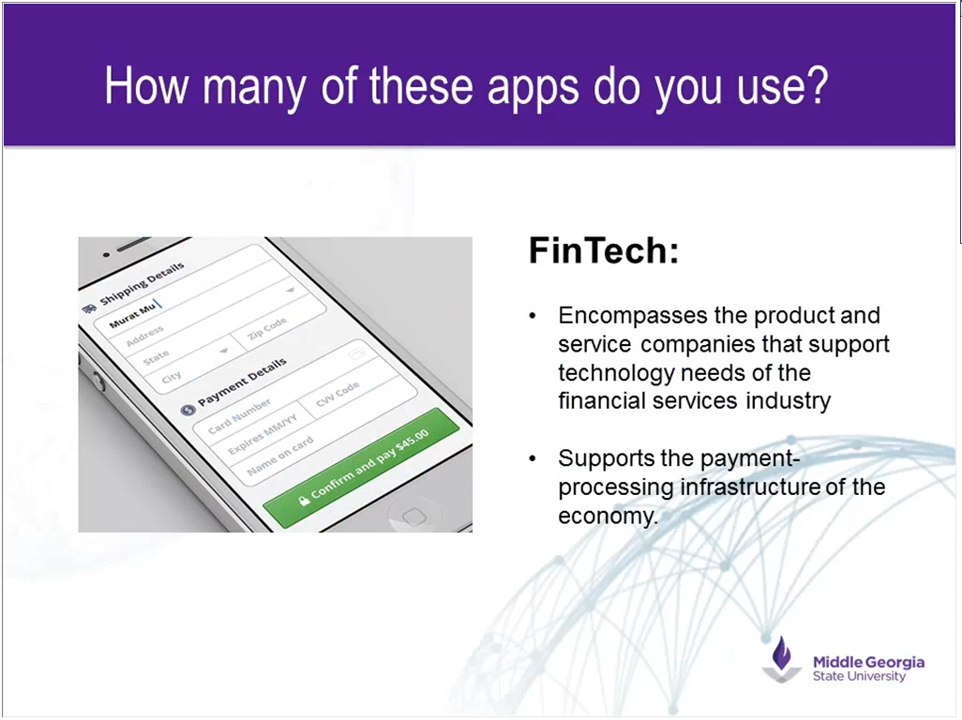 How many of these apps do you use?
Shipping Details
Murat Mu
Address
State
Zip Code
City
Payment Details
Card Number
Expires MM/YY
CVV Code
Name on card
Confirm and pay $45.00
FinTech:
• Encompasses the product and
service companies that support
technology needs of the
financial services industry
• Supports the payment-
processing infrastructure of the
economy.
Middle Georgia
State University